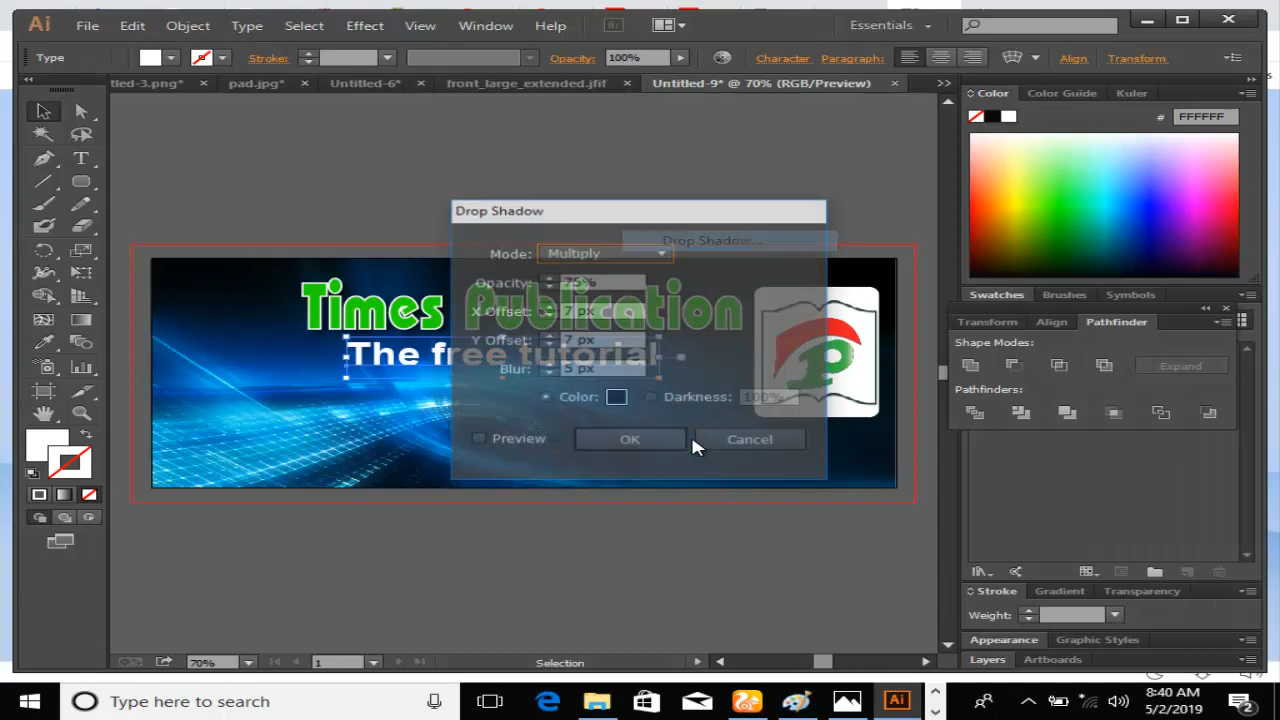 Ai File Edit Object Type Select Effect View Window Help Br Essentials
Type Stroke: Opacity: 100% Character Paragraph: Align Transform
tled-3.png* × pad.jpg* × Untitled-6* × front_large_extended.jfif × Untitled-9* @ 70% (RGB/Preview) ×
Color Color Guide Kuler
# FFFFFF
Drop Shadow
Drop Shadow...
Mode: Multiply
Opacity: 75%
X Offset: 7 px
Y Offset: 7 px
Blur: 5 px
Color: Darkness: 100%
Preview OK Cancel
Times Publication
The free tutorial
Swatches Brushes Symbols
Transform Align Pathfinder
Shape Modes:
Expand
Pathfinders:
Stroke Gradient Transparency
Weight:
Appearance Graphic Styles
Layers Artboards
70% 1 Selection
Type here to search
Ai
8:40 AM
5/2/2019
2